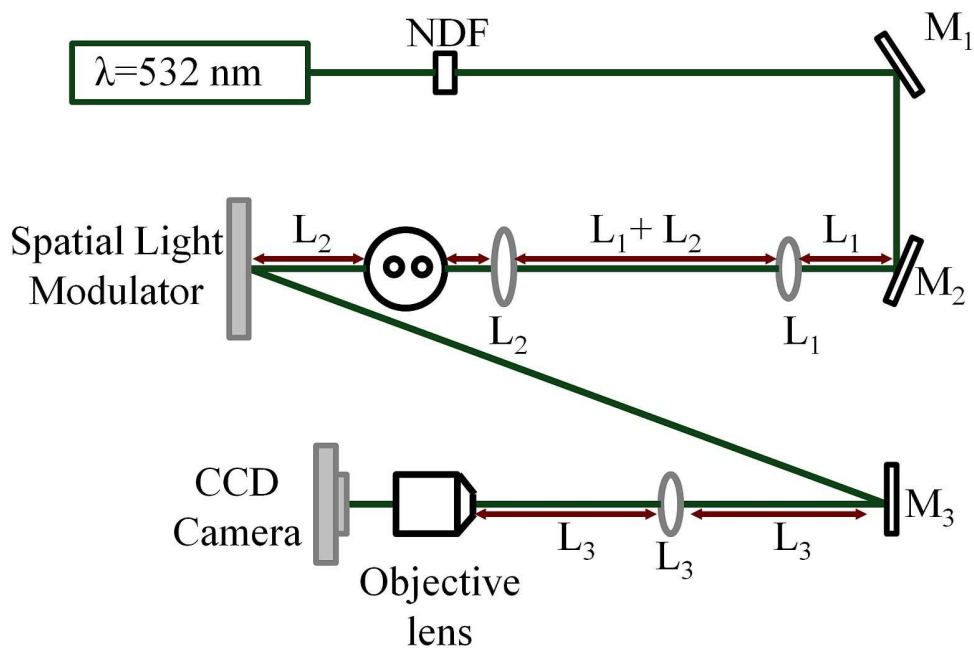 λ=532 nm
NDF
M₁
Spatial Light
Modulator
L₂
L₁+ L₂
L₁
M₂
L₂
L₁
CCD
Camera
Objective
lens
L₃
L₃
L₃
M₃